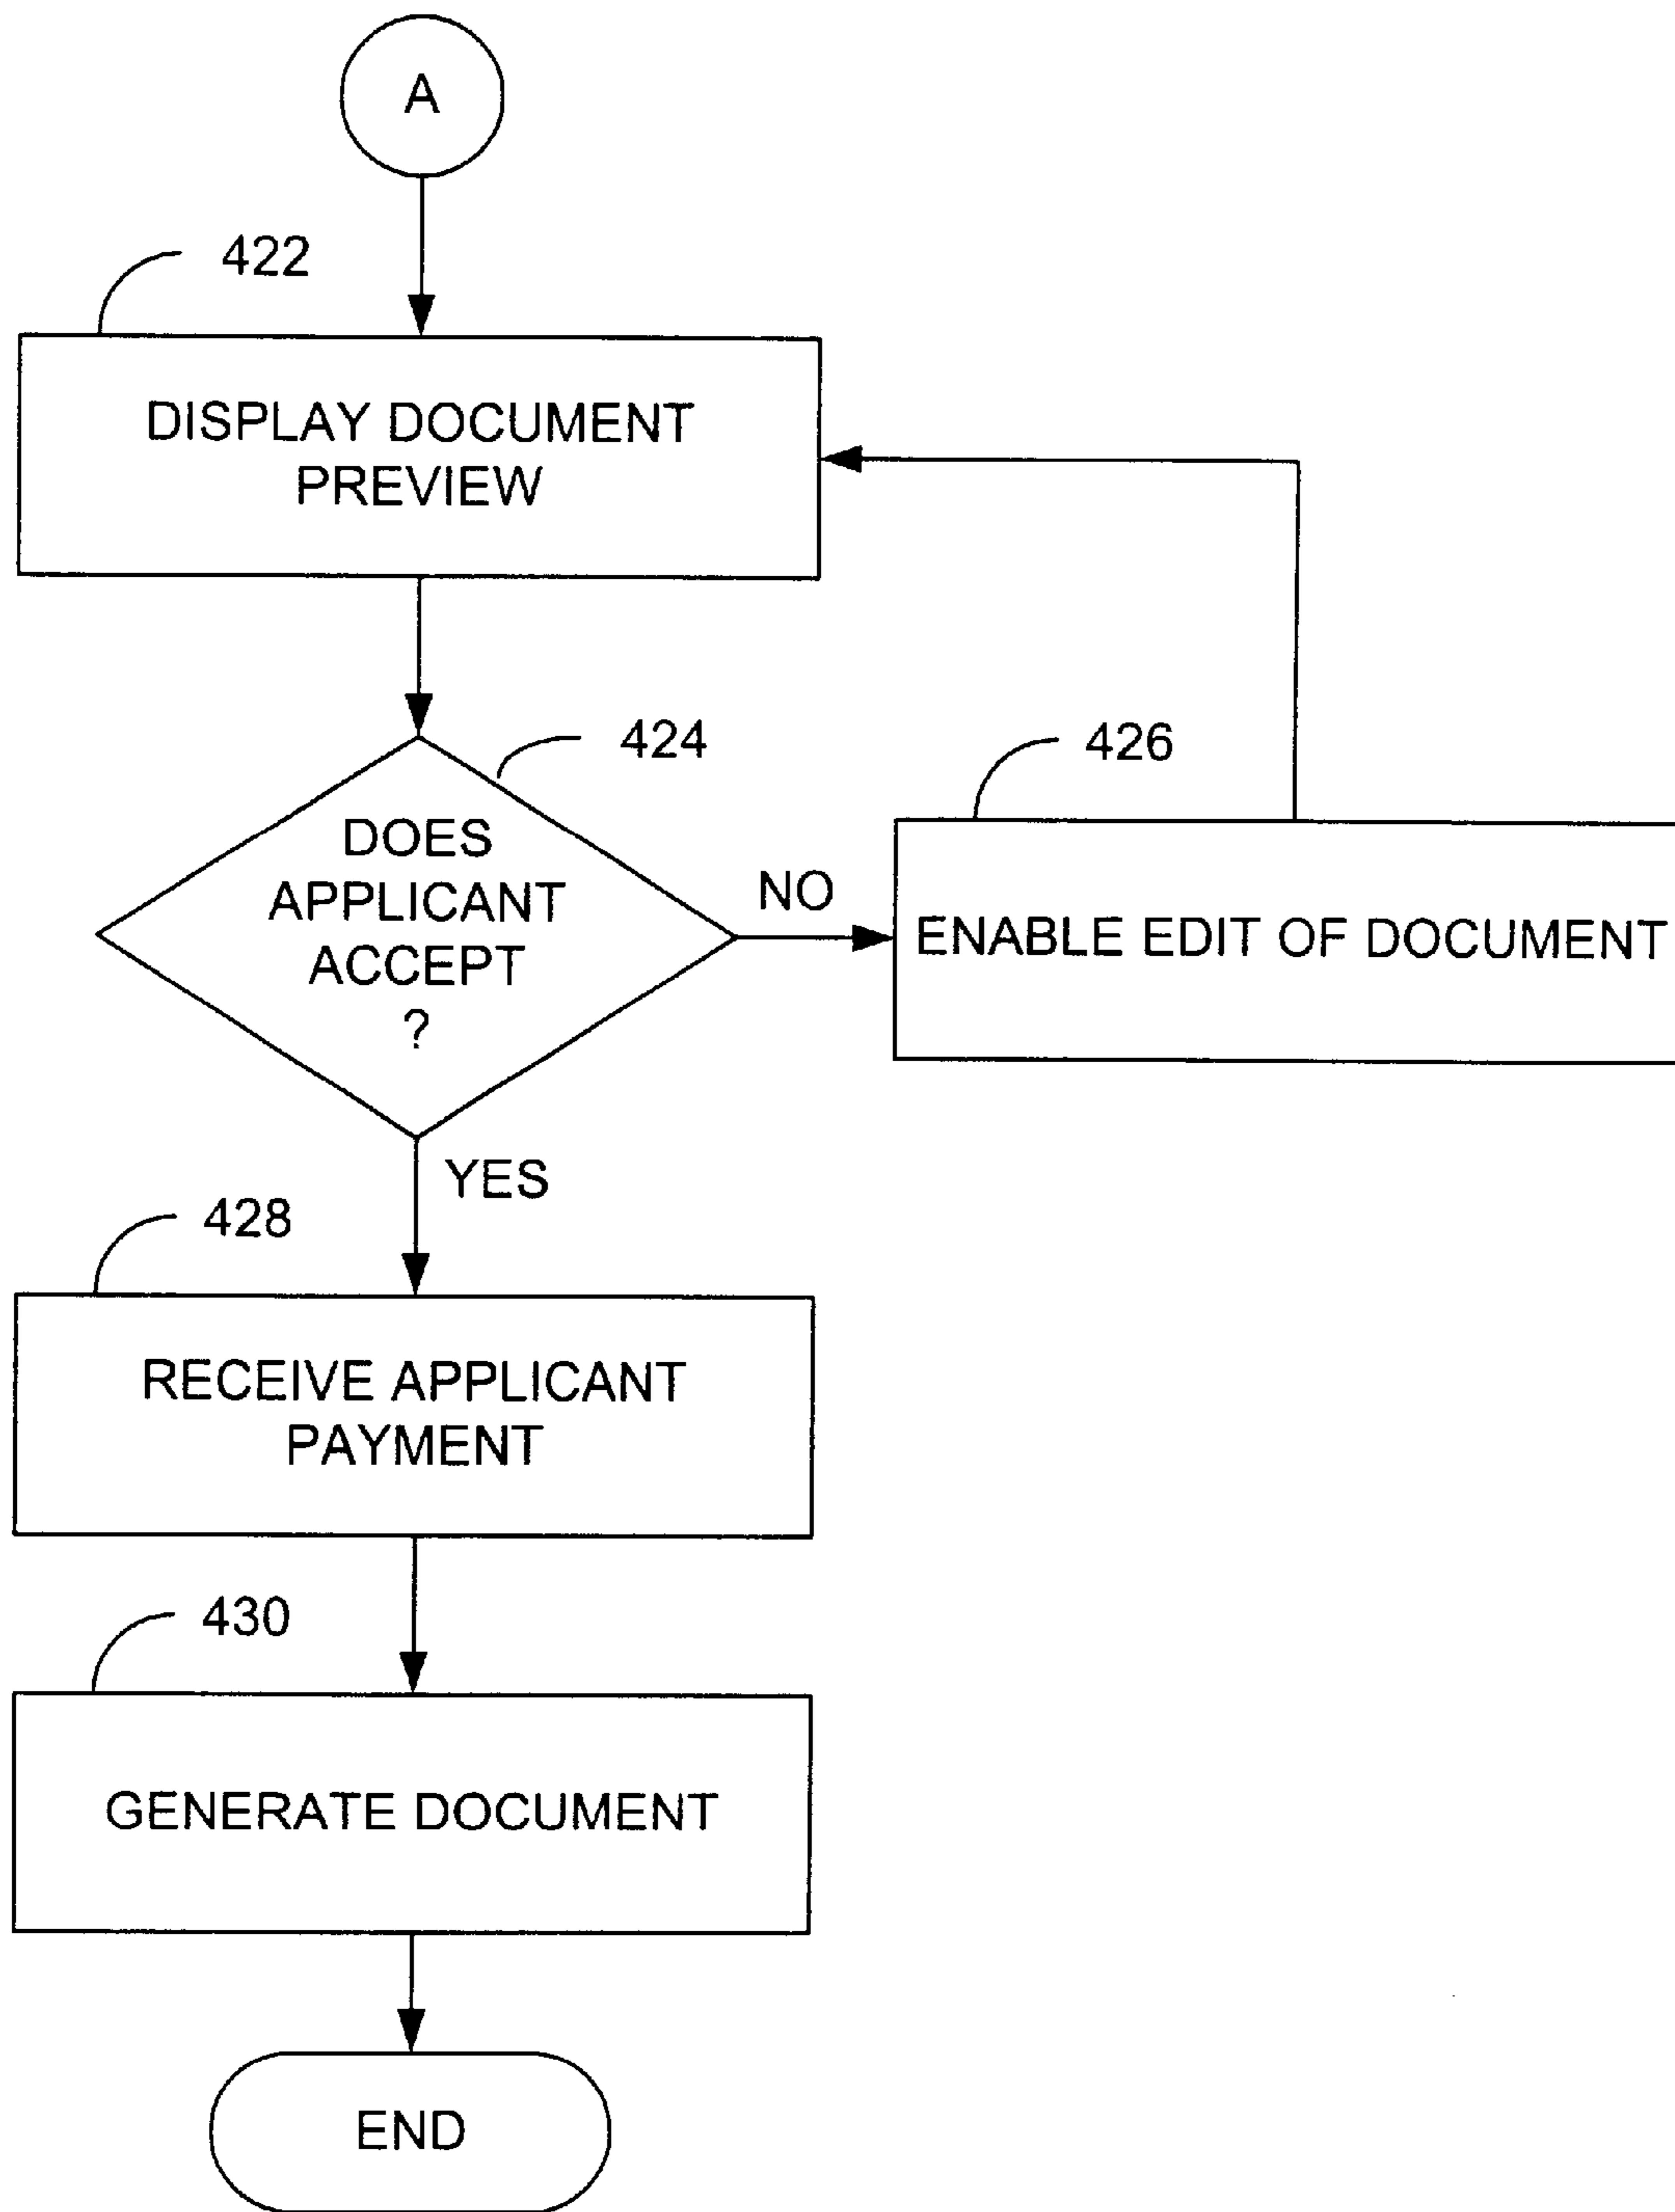 A
422
DISPLAY DOCUMENT
PREVIEW
424
DOES
APPLICANT
ACCEPT
?
NO
426
ENABLE EDIT OF DOCUMENT
YES
428
RECEIVE APPLICANT
PAYMENT
430
GENERATE DOCUMENT
END